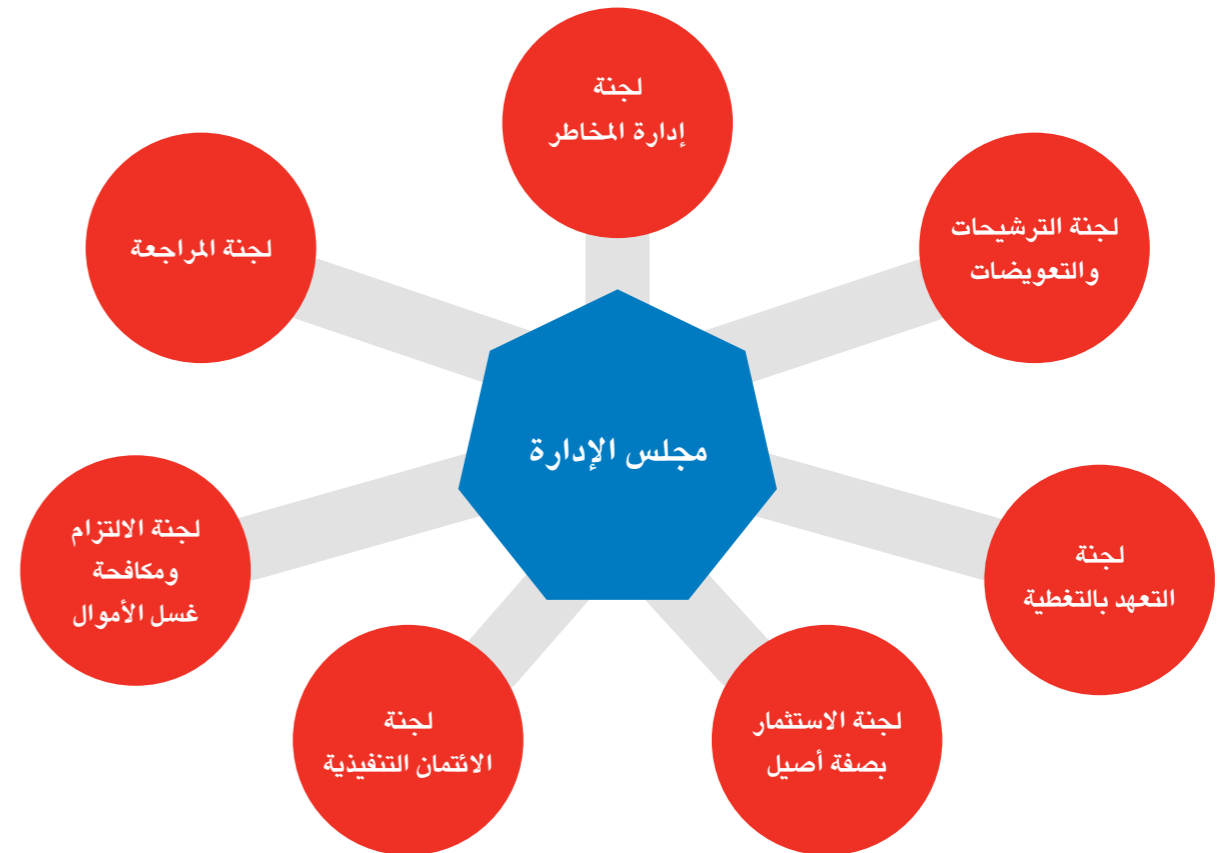 لجنة
إدارة المخاطر
لجنة الترشيحات
والتعويضات
لجنة المراجعة
مجلس الإدارة
لجنة
التعهد بالتغطية
لجنة الالتزام
ومكافحة
غسل الأموال
لجنة الاستثمار
بصفة أصيل
لجنة
الائتمان التنفيذية